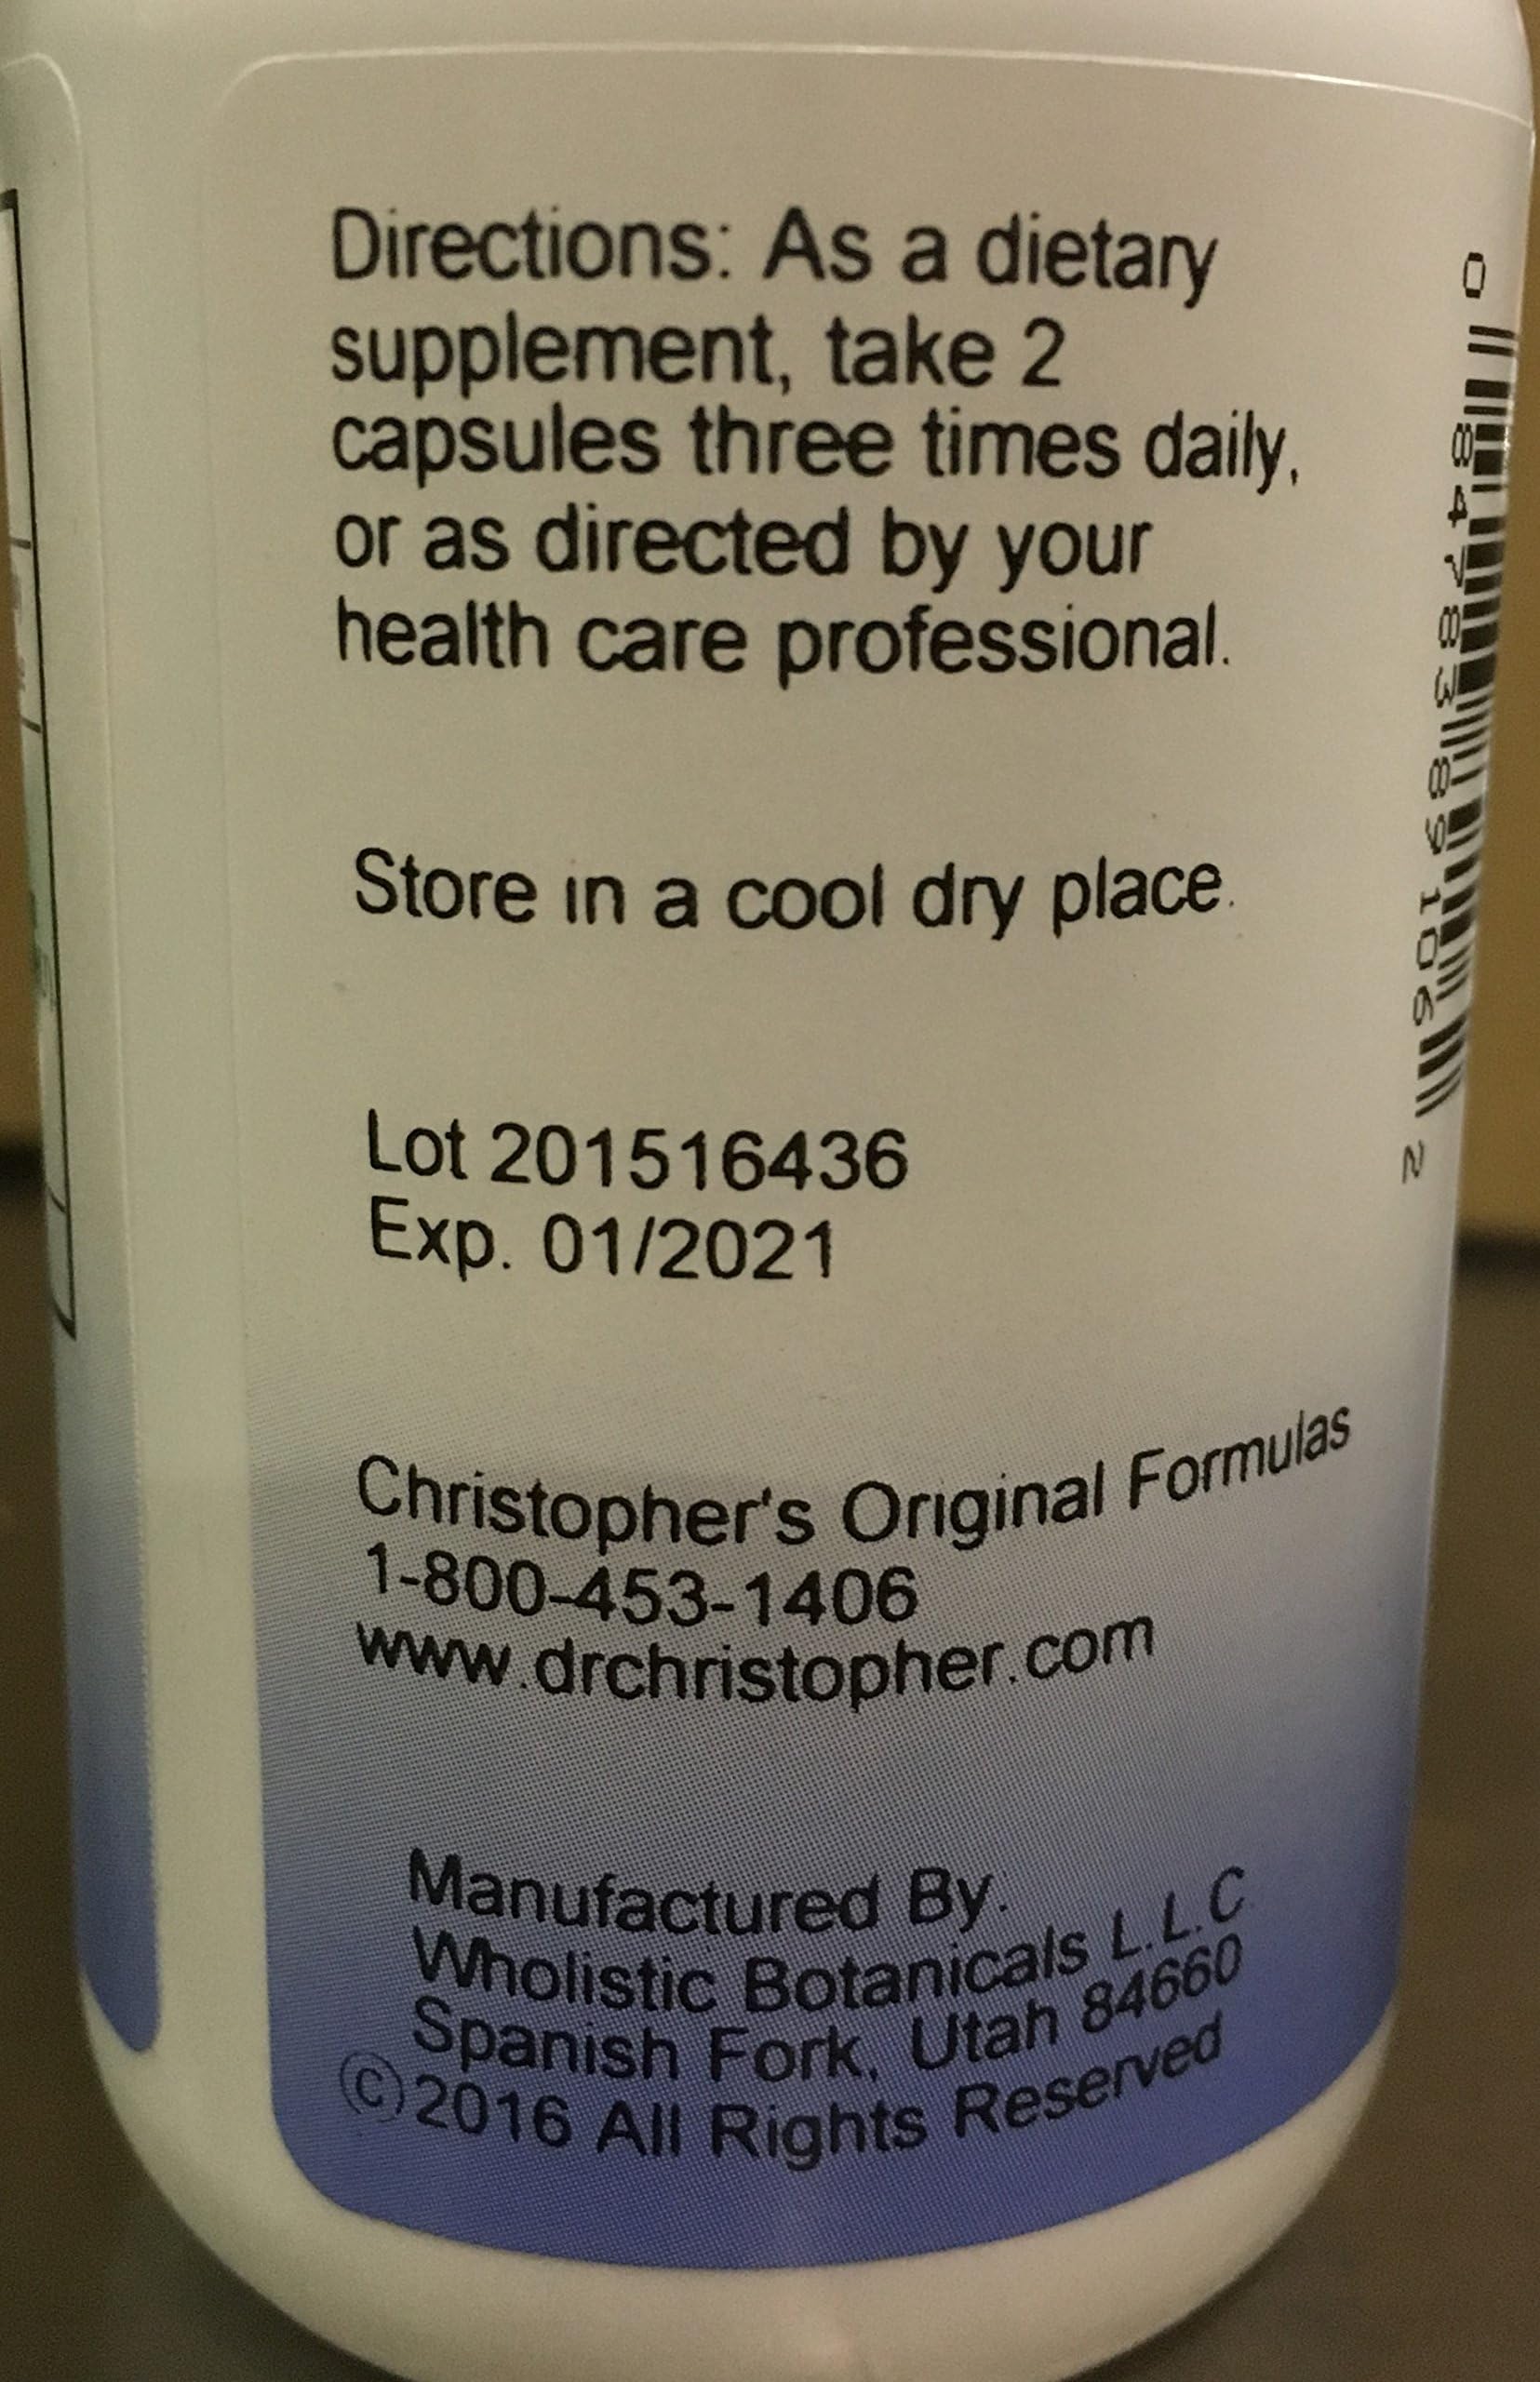 Directions: As a dietary
supplement, take 2
capsules three times daily,
or as directed by your
health care professional.
Store in a cool dry place.
Lot 201516436
Exp. 01/2021
Christopher's Original Formulas
1-800-453-1406
www.drchristopher.com
Manufactured By:
Wholistic Botanicals L.L.C
Spanish Fork, Utah 84660
©2016 All Rights Reserved
0 84783 89106 2